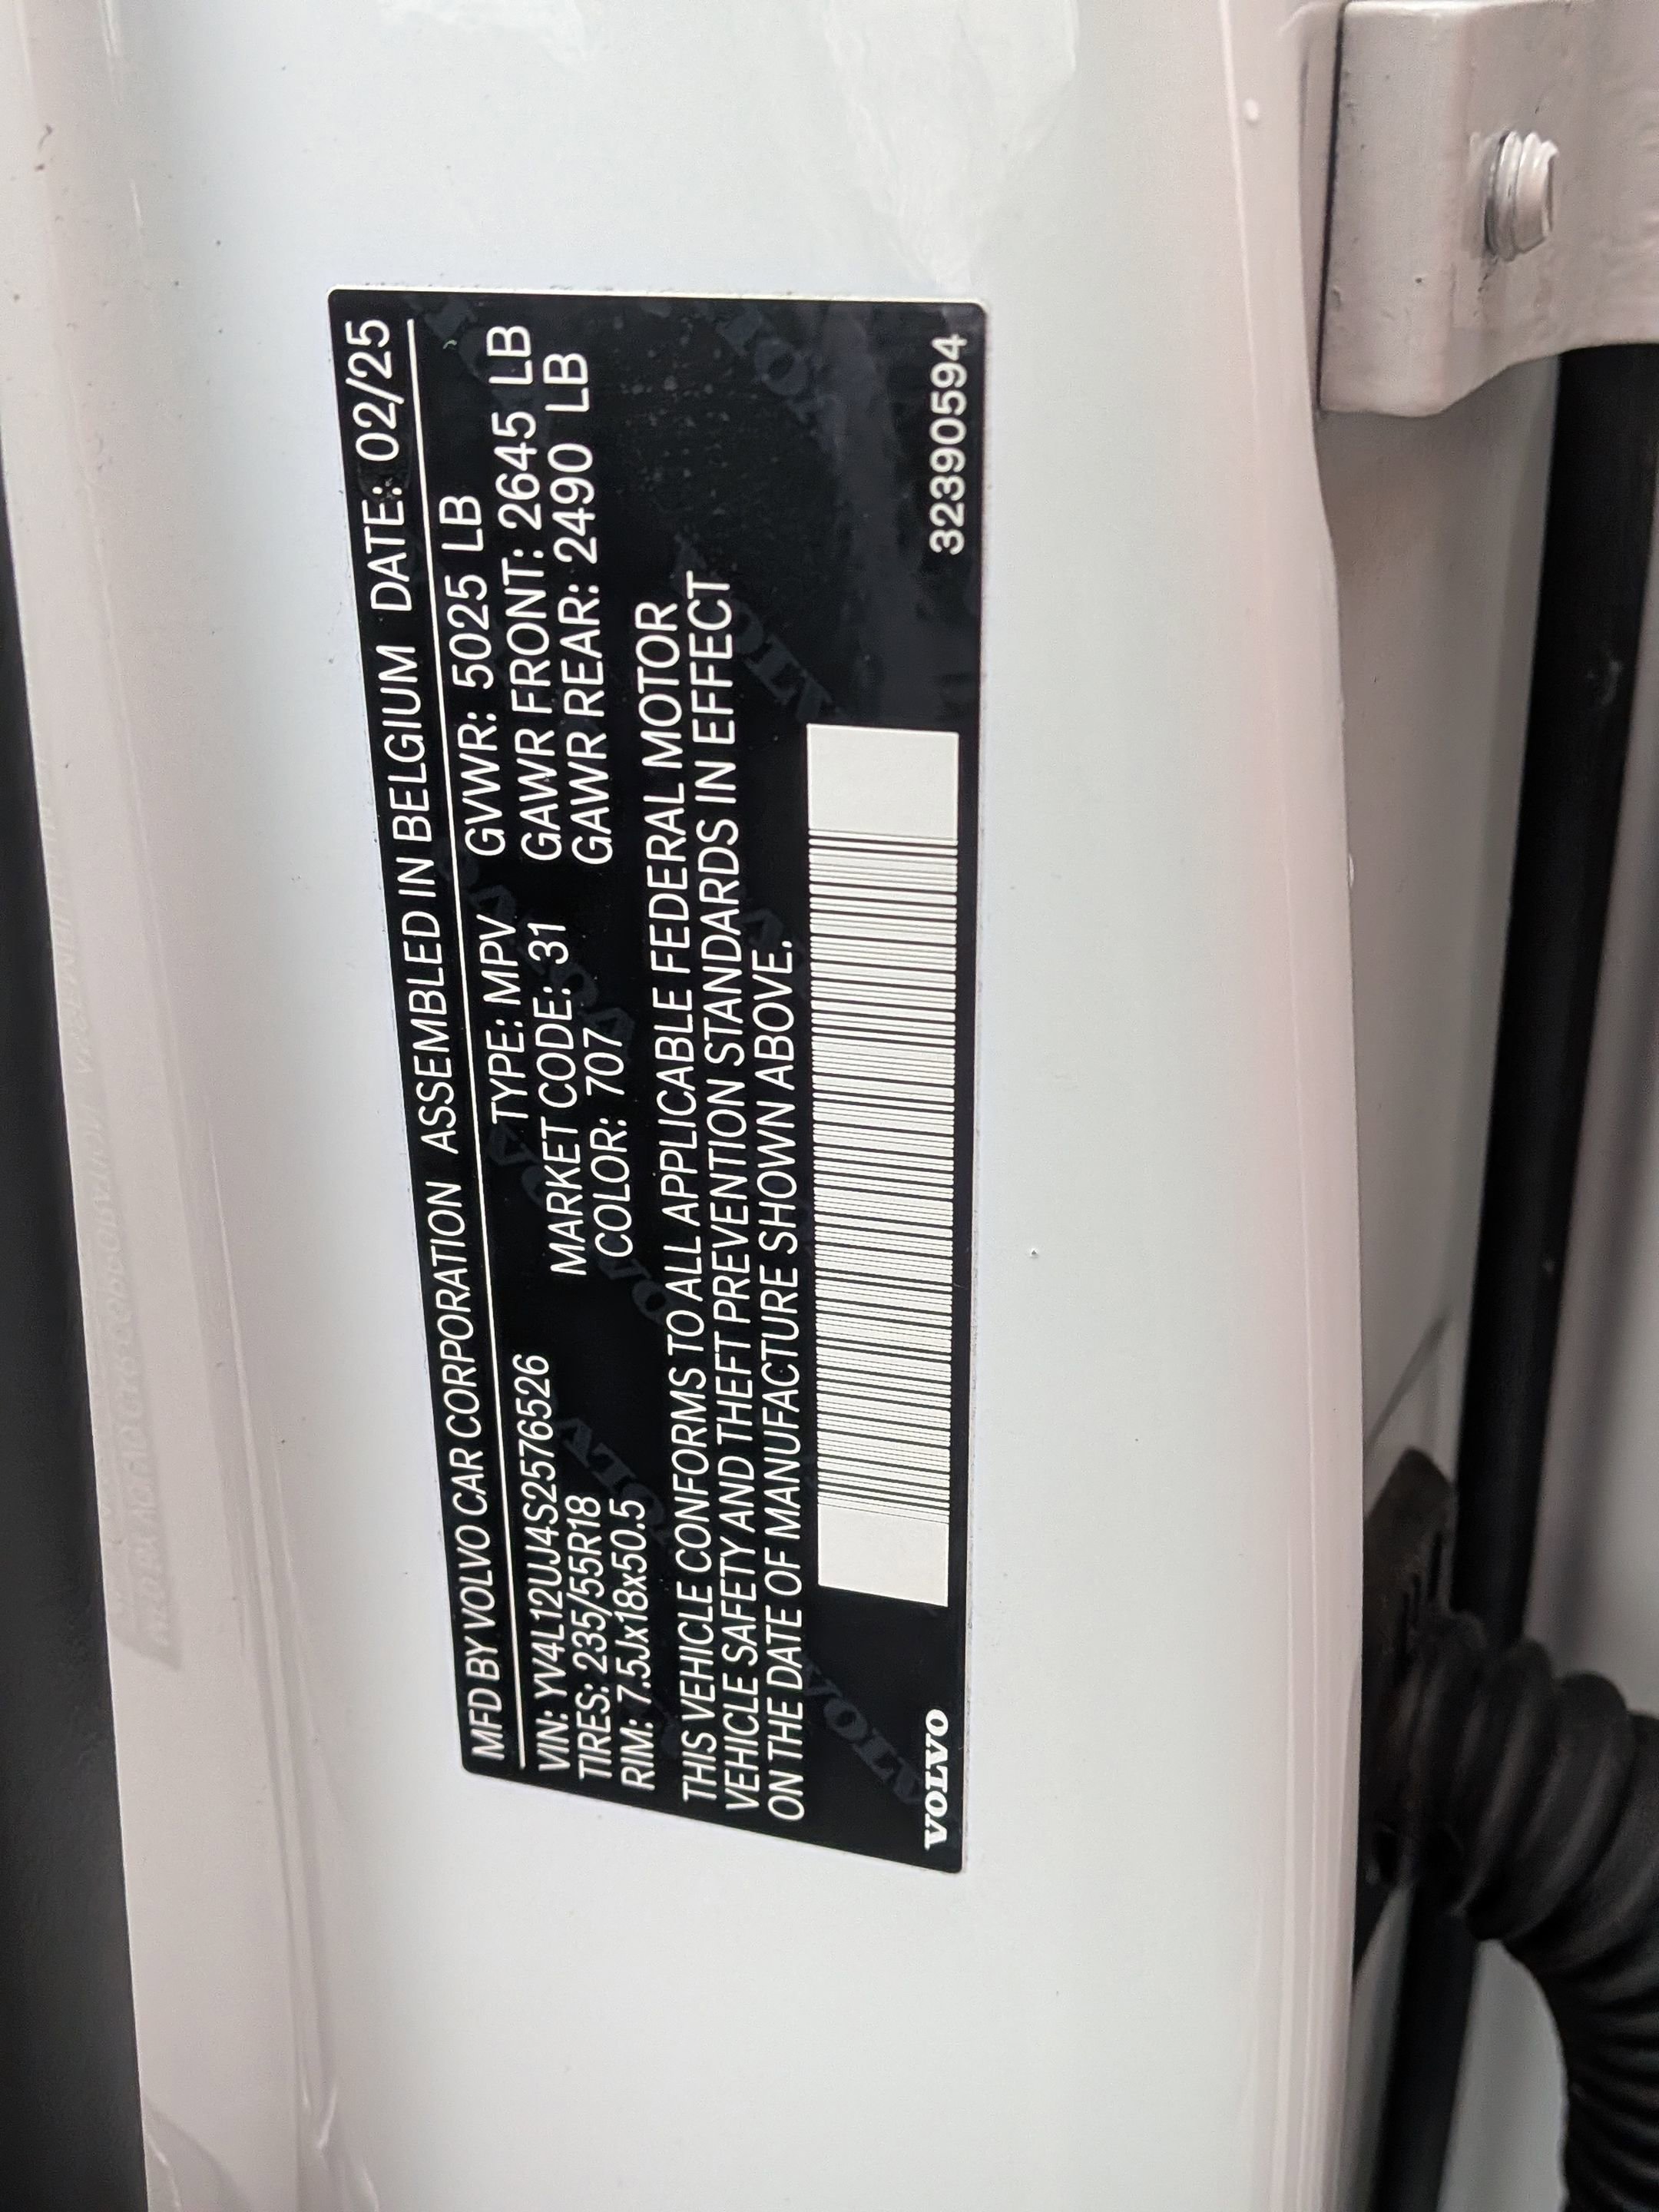 MFD BY VOLVO CAR CORPORATION ASSEMBLED IN BELGIUM DATE: 02/25
VIN: YV4L12UJ4S2576526 TYPE: MPV GVWR: 5025 LB
TIRES: 235/55R18 MARKET CODE: 31 GAWR FRONT: 2645 LB
RIM: 7.5Jx18x50.5 COLOR: 707 GAWR REAR: 2490 LB
THIS VEHICLE CONFORMS TO ALL APPLICABLE FEDERAL MOTOR
VEHICLE SAFETY AND THEFT PREVENTION STANDARDS IN EFFECT
ON THE DATE OF MANUFACTURE SHOWN ABOVE.
VOLVO 32390594